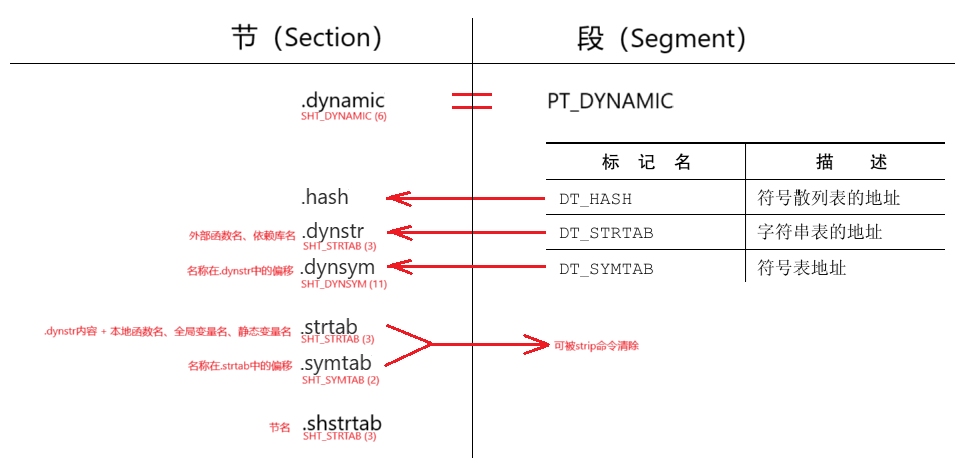 节（Section）
段（Segment）
.dynamic
SHT_DYNAMIC (6)
PT_DYNAMIC
标 记 名
描 述
.hash
DT_HASH
符号散列表的地址
外部函数名、依赖库名
.dynstr
SHT_STRTAB (3)
DT_STRTAB
字符串表的地址
名称在.dynstr中的偏移
.dynsym
SHT_DYNSYM (11)
DT_SYMTAB
符号表地址
.dynstr内容 + 本地函数名、全局变量名、静态变量名
.strtab
SHT_STRTAB (3)
可被strip命令清除
名称在.strtab中的偏移
.symtab
SHT_SYMTAB (2)
节名
.shstrtab
SHT_STRTAB (3)